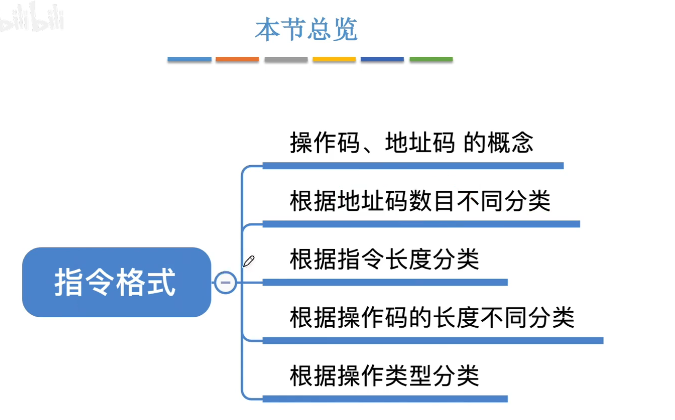 bilibili
本节总览
操作码、地址码 的概念
根据地址码数目不同分类
指令格式
根据指令长度分类
根据操作码的长度不同分类
根据操作类型分类